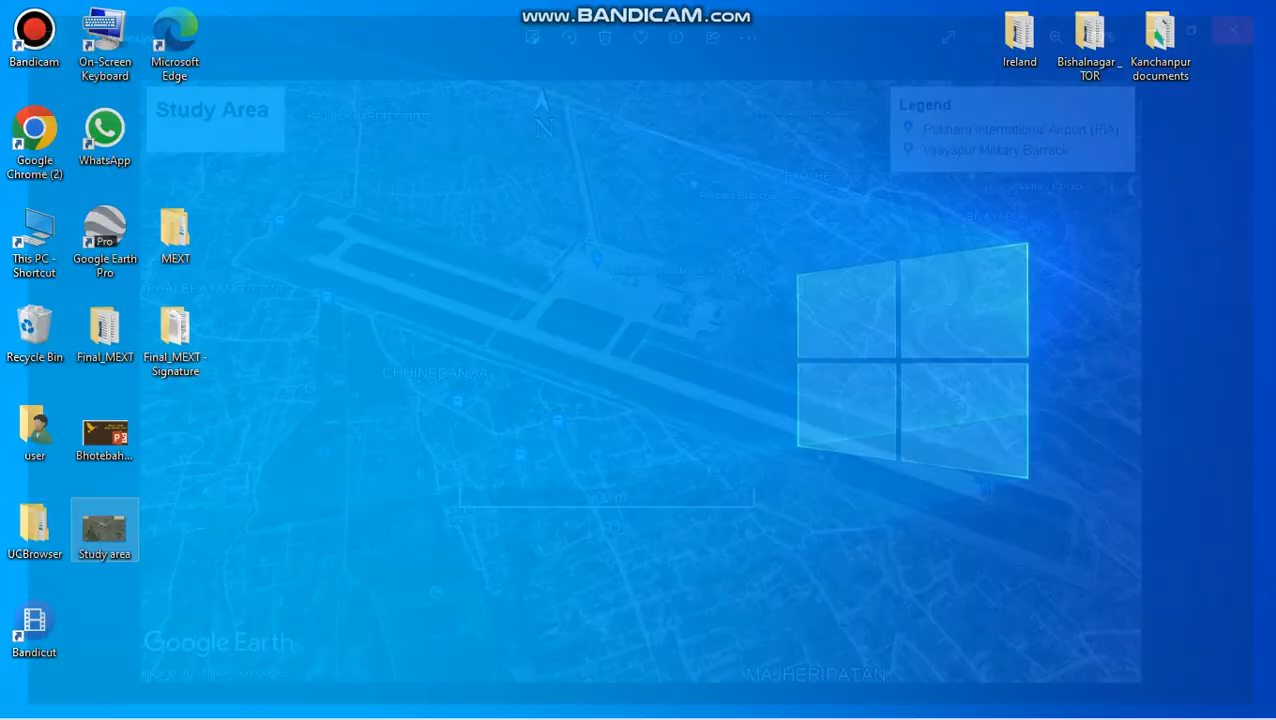 www.BANDICAM.com
Bandicam
On-Screen
Keyboard
Microsoft
Edge
Ireland
Bishalnagar_
TOR
Kanchanpur
documents
Study Area
Legend
Pokhara International Airport (PIA)
Vijayapur Military Barrack
Google
Chrome (2)
WhatsApp
This PC -
Shortcut
Pro
Google Earth
Pro
MEXT
Recycle Bin
Final_MEXT
Final_MEXT -
Signature
CHHINEDANDA
user
Bhotebah...
900 m
UCBrowser
Study area
Google Earth
Bandicut
MAJHERIPATAN